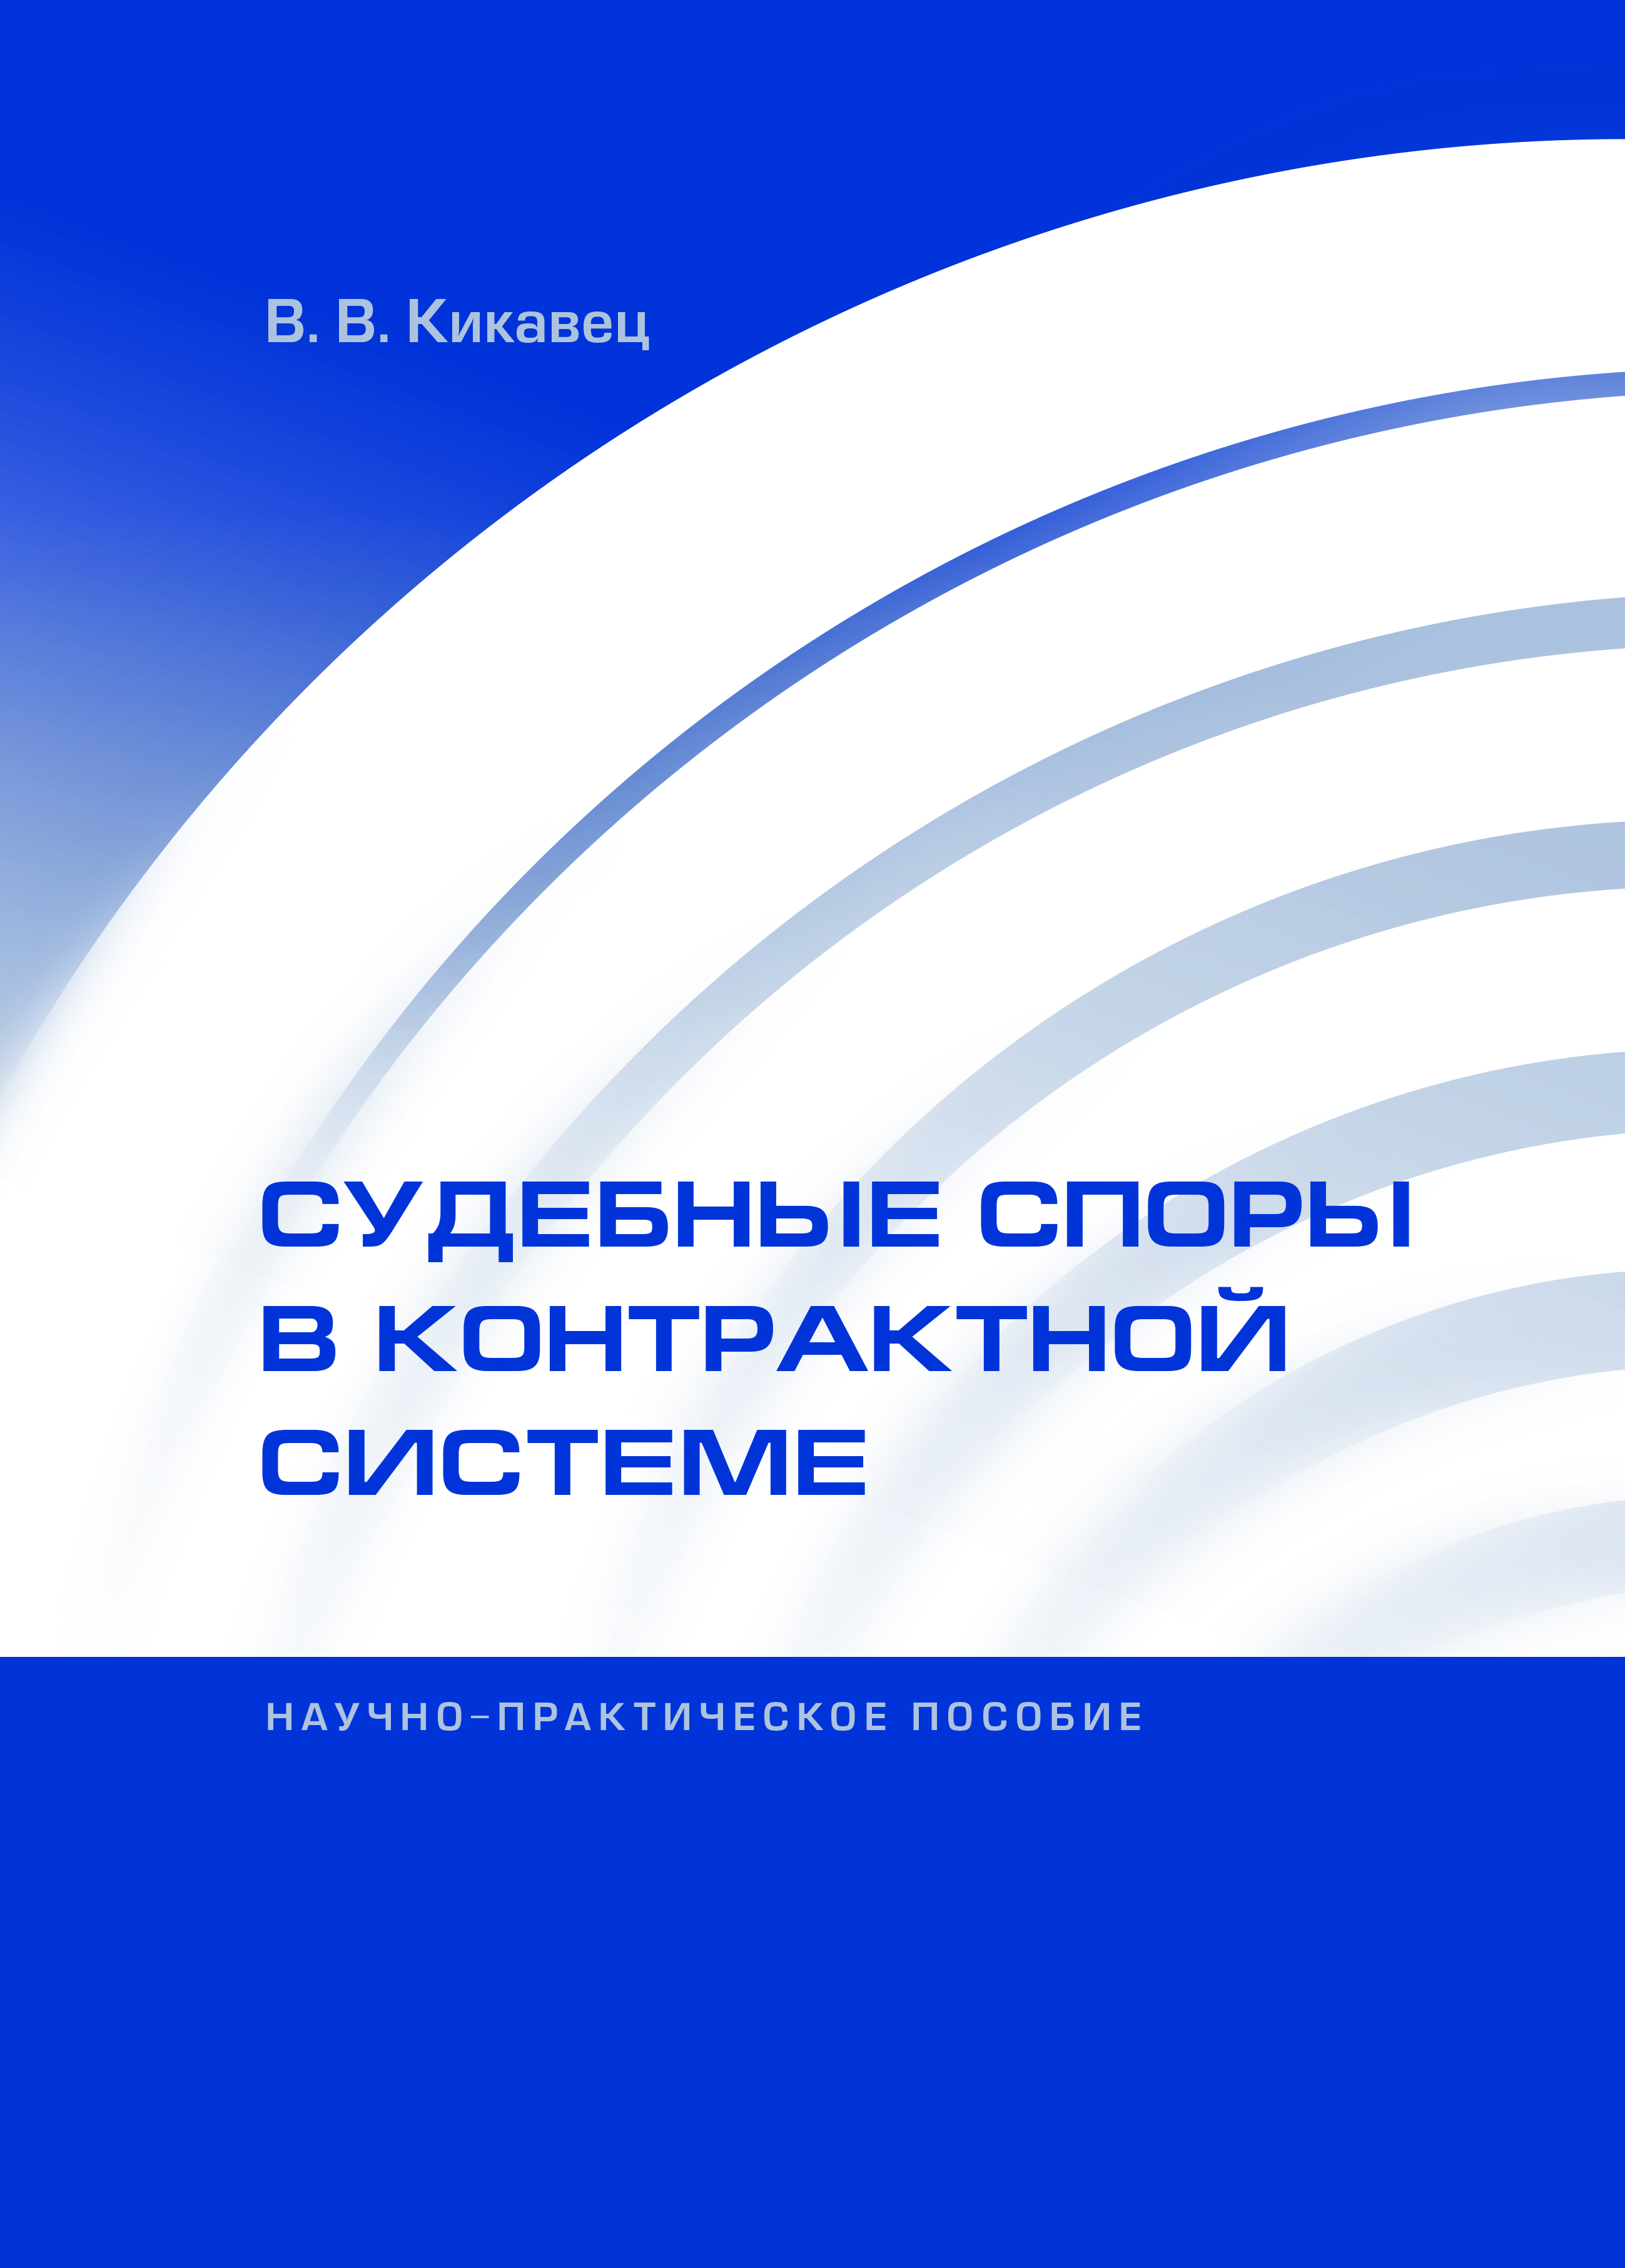 В. В. Кикавец
СУДЕБНЫЕ СПОРЫ
В КОНТРАКТНОЙ
СИСТЕМЕ
НАУЧНО-ПРАКТИЧЕСКОЕ ПОСОБИЕ